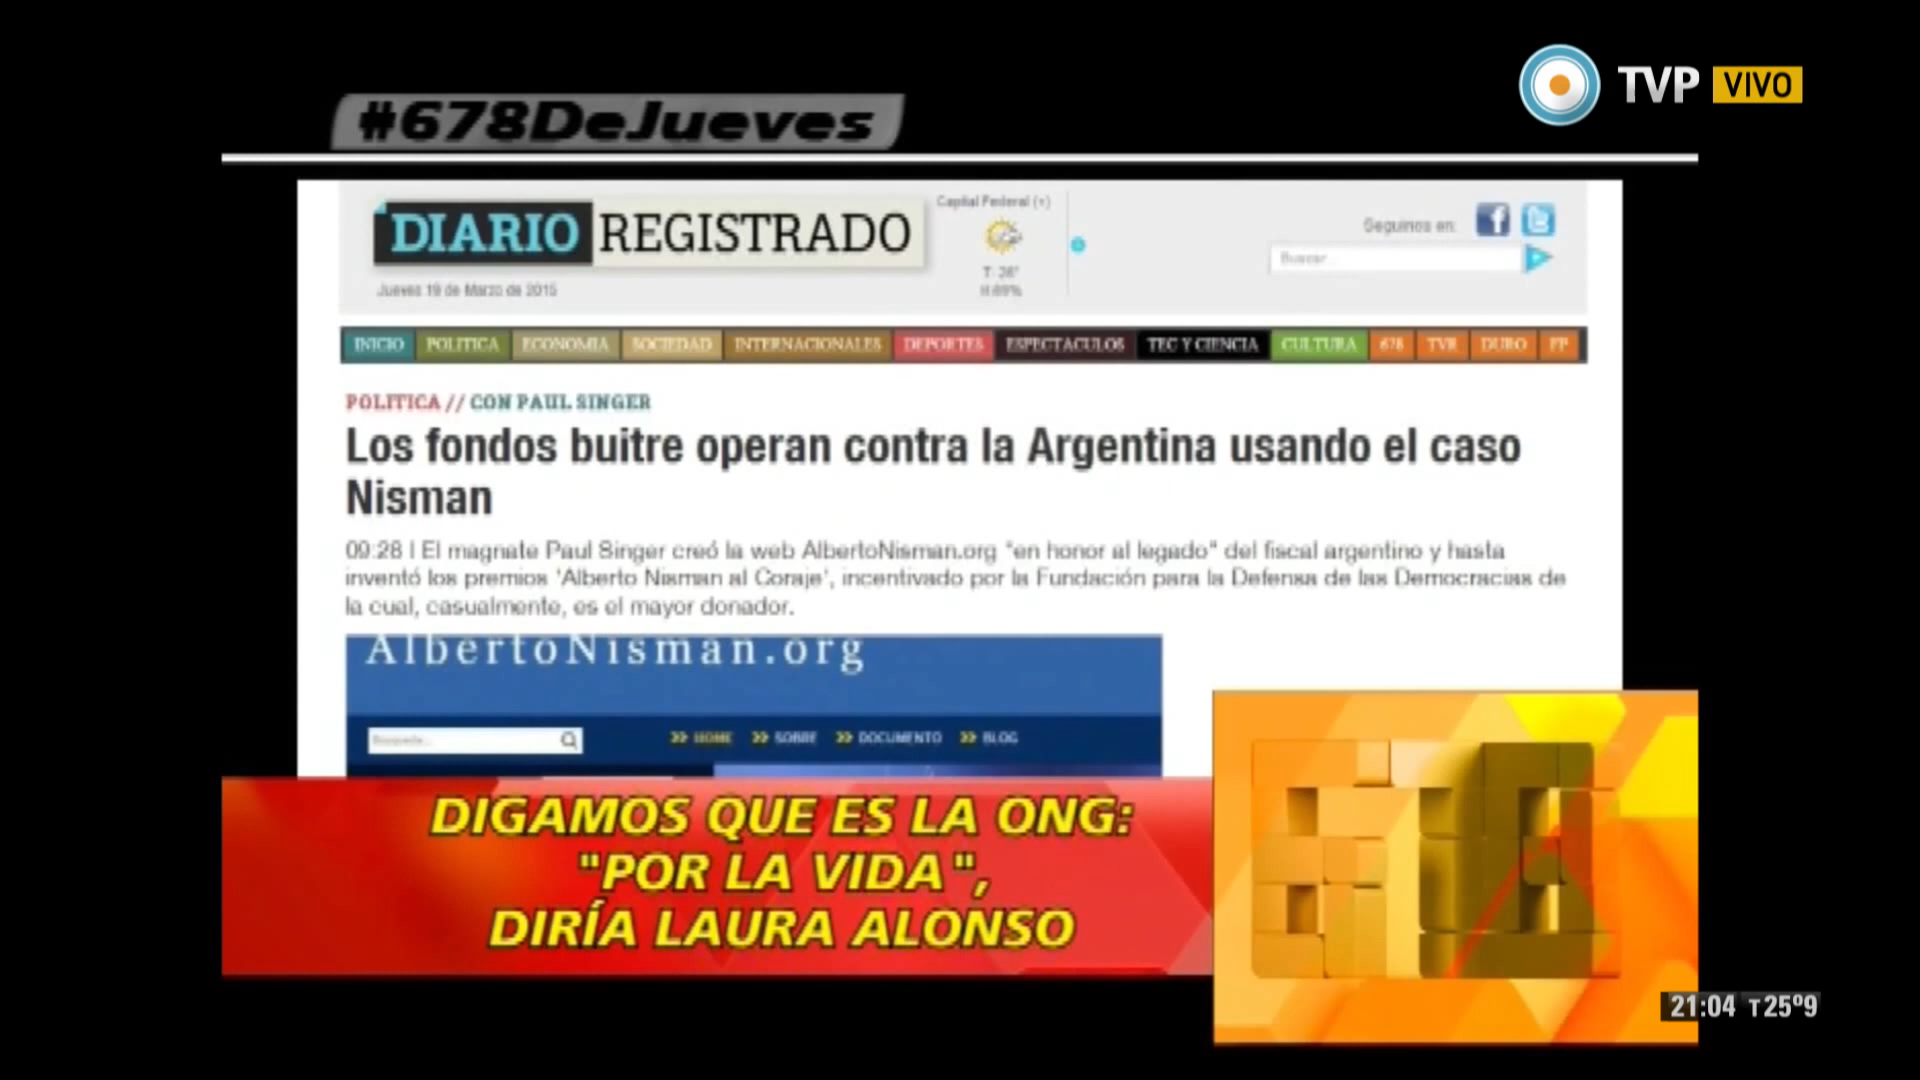 #678DeJueves
TVP VIVO
DIARIO REGISTRADO
Capital Federal (+)
Seguinos en:
Buscar...
Jueves 19 de Marzo de 2015
INICIO POLITICA ECONOMIA SOCIEDAD INTERNACIONALES DEPORTES ESPECTACULOS TEC Y CIENCIA CULTURA 678 TVR DURO FP
POLITICA // CON PAUL SINGER
Los fondos buitre operan contra la Argentina usando el caso
Nisman
09:28 | El magnate Paul Singer creó la web AlbertoNisman.org "en honor al legado" del fiscal argentino y hasta
inventó los premios 'Alberto Nisman al Coraje', incentivado por la Fundación para la Defensa de las Democracias de
la cual, casualmente, es el mayor donador.
AlbertoNisman.org
Busqueda...
HOME SOBRE DOCUMENTO BLOG
DIGAMOS QUE ES LA ONG:
"POR LA VIDA",
DIRÍA LAURA ALONSO
21:04 T25º9